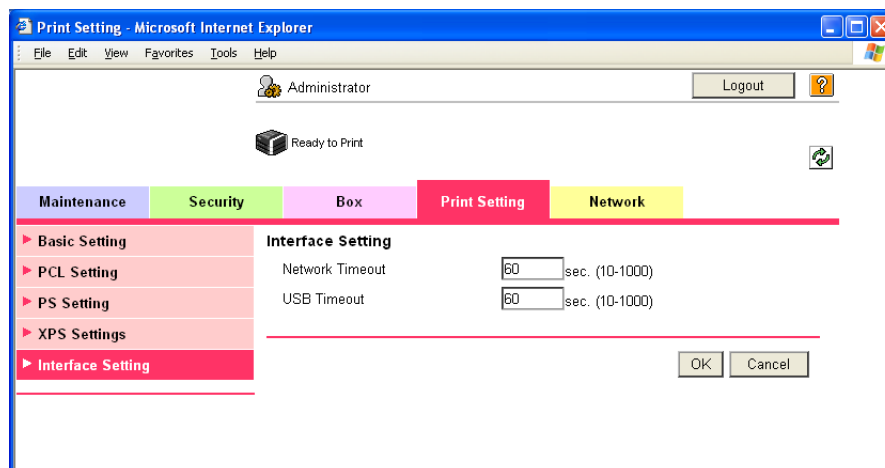 Print Setting - Microsoft Internet Explorer
File Edit View Favorites Tools Help
Administrator Logout ?
Ready to Print
Maintenance Security Box Print Setting Network
Basic Setting
PCL Setting
PS Setting
XPS Settings
Interface Setting
Interface Setting
Network Timeout 60 sec. (10-1000)
USB Timeout 60 sec. (10-1000)
OK Cancel